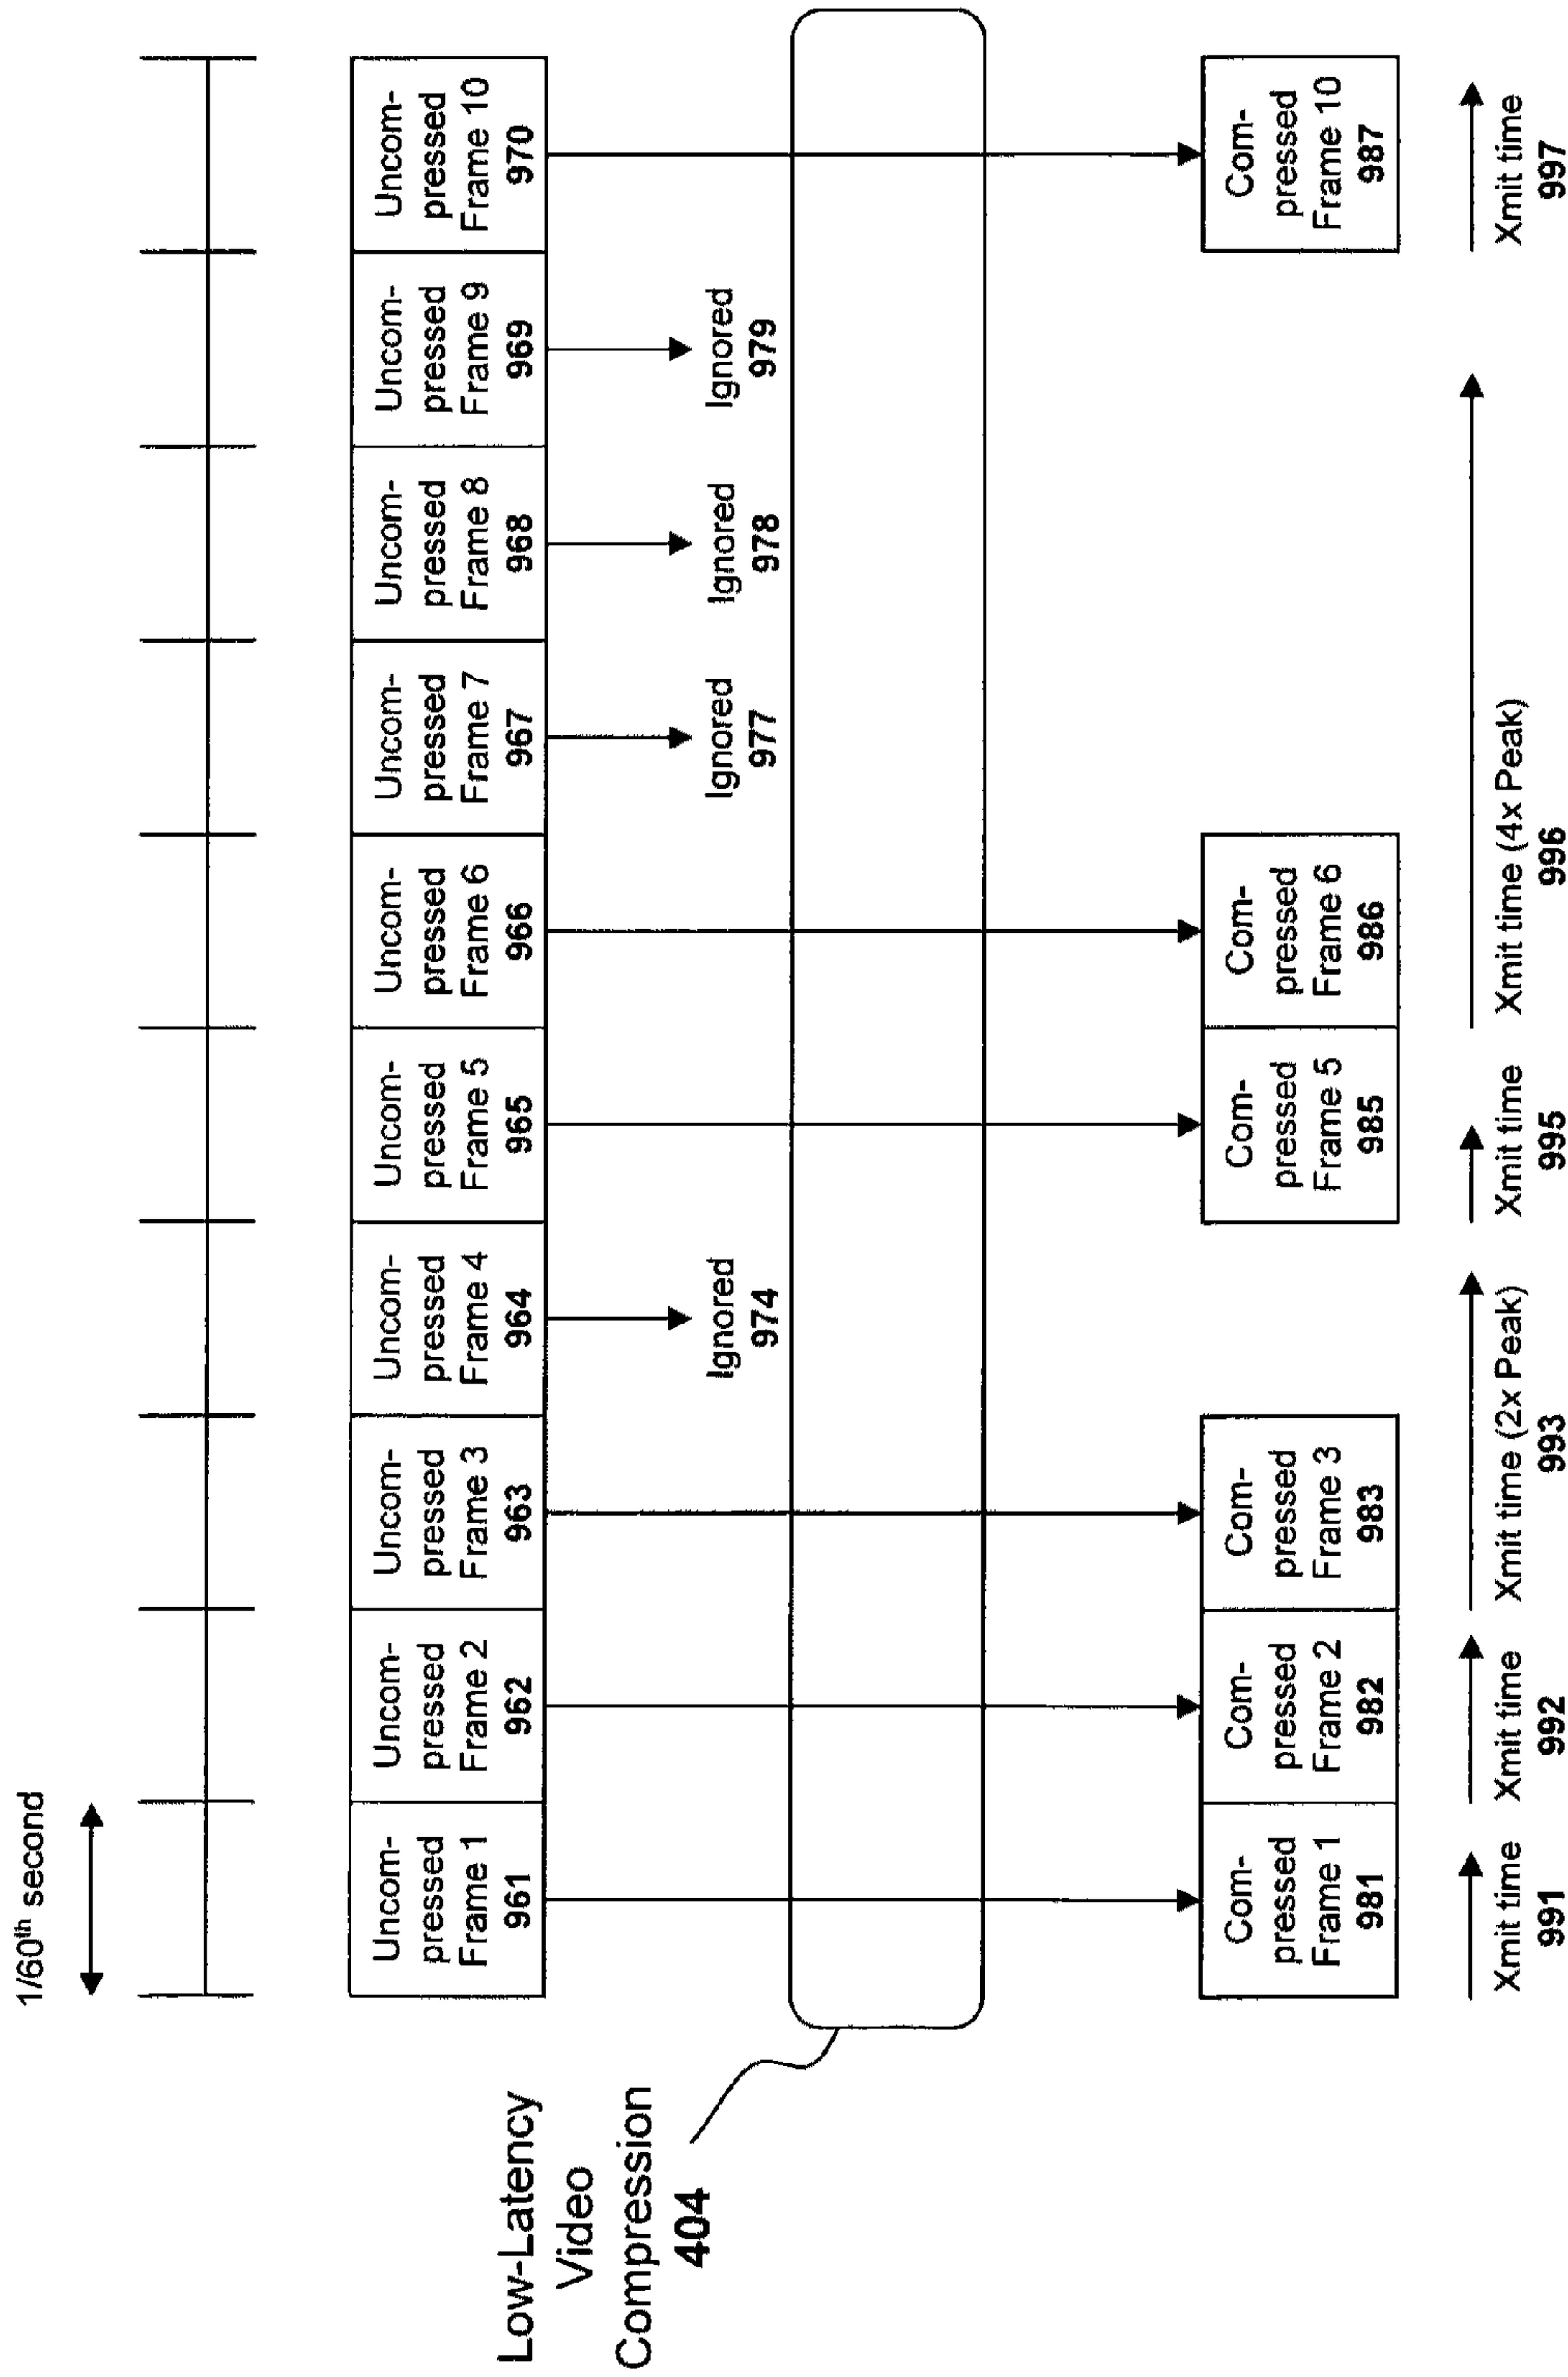 1/60th second
Uncom-
pressed
Frame 1
961
Uncom-
pressed
Frame 2
962
Uncom-
pressed
Frame 3
963
Uncom-
pressed
Frame 4
964
Uncom-
pressed
Frame 5
965
Uncom-
pressed
Frame 6
966
Uncom-
pressed
Frame 7
967
Uncom-
pressed
Frame 8
968
Uncom-
pressed
Frame 9
969
Uncom-
pressed
Frame 10
970
Ignored
974
Ignored
977
Ignored
978
Ignored
979
Low-Latency
Video
Compression
404
Com-
pressed
Frame 1
981
Com-
pressed
Frame 2
982
Com-
pressed
Frame 3
983
Com-
pressed
Frame 5
985
Com-
pressed
Frame 6
986
Com-
pressed
Frame 10
987
Xmit time
991
Xmit time
992
Xmit time (2x Peak)
993
Xmit time
995
Xmit time (4x Peak)
996
Xmit time
997